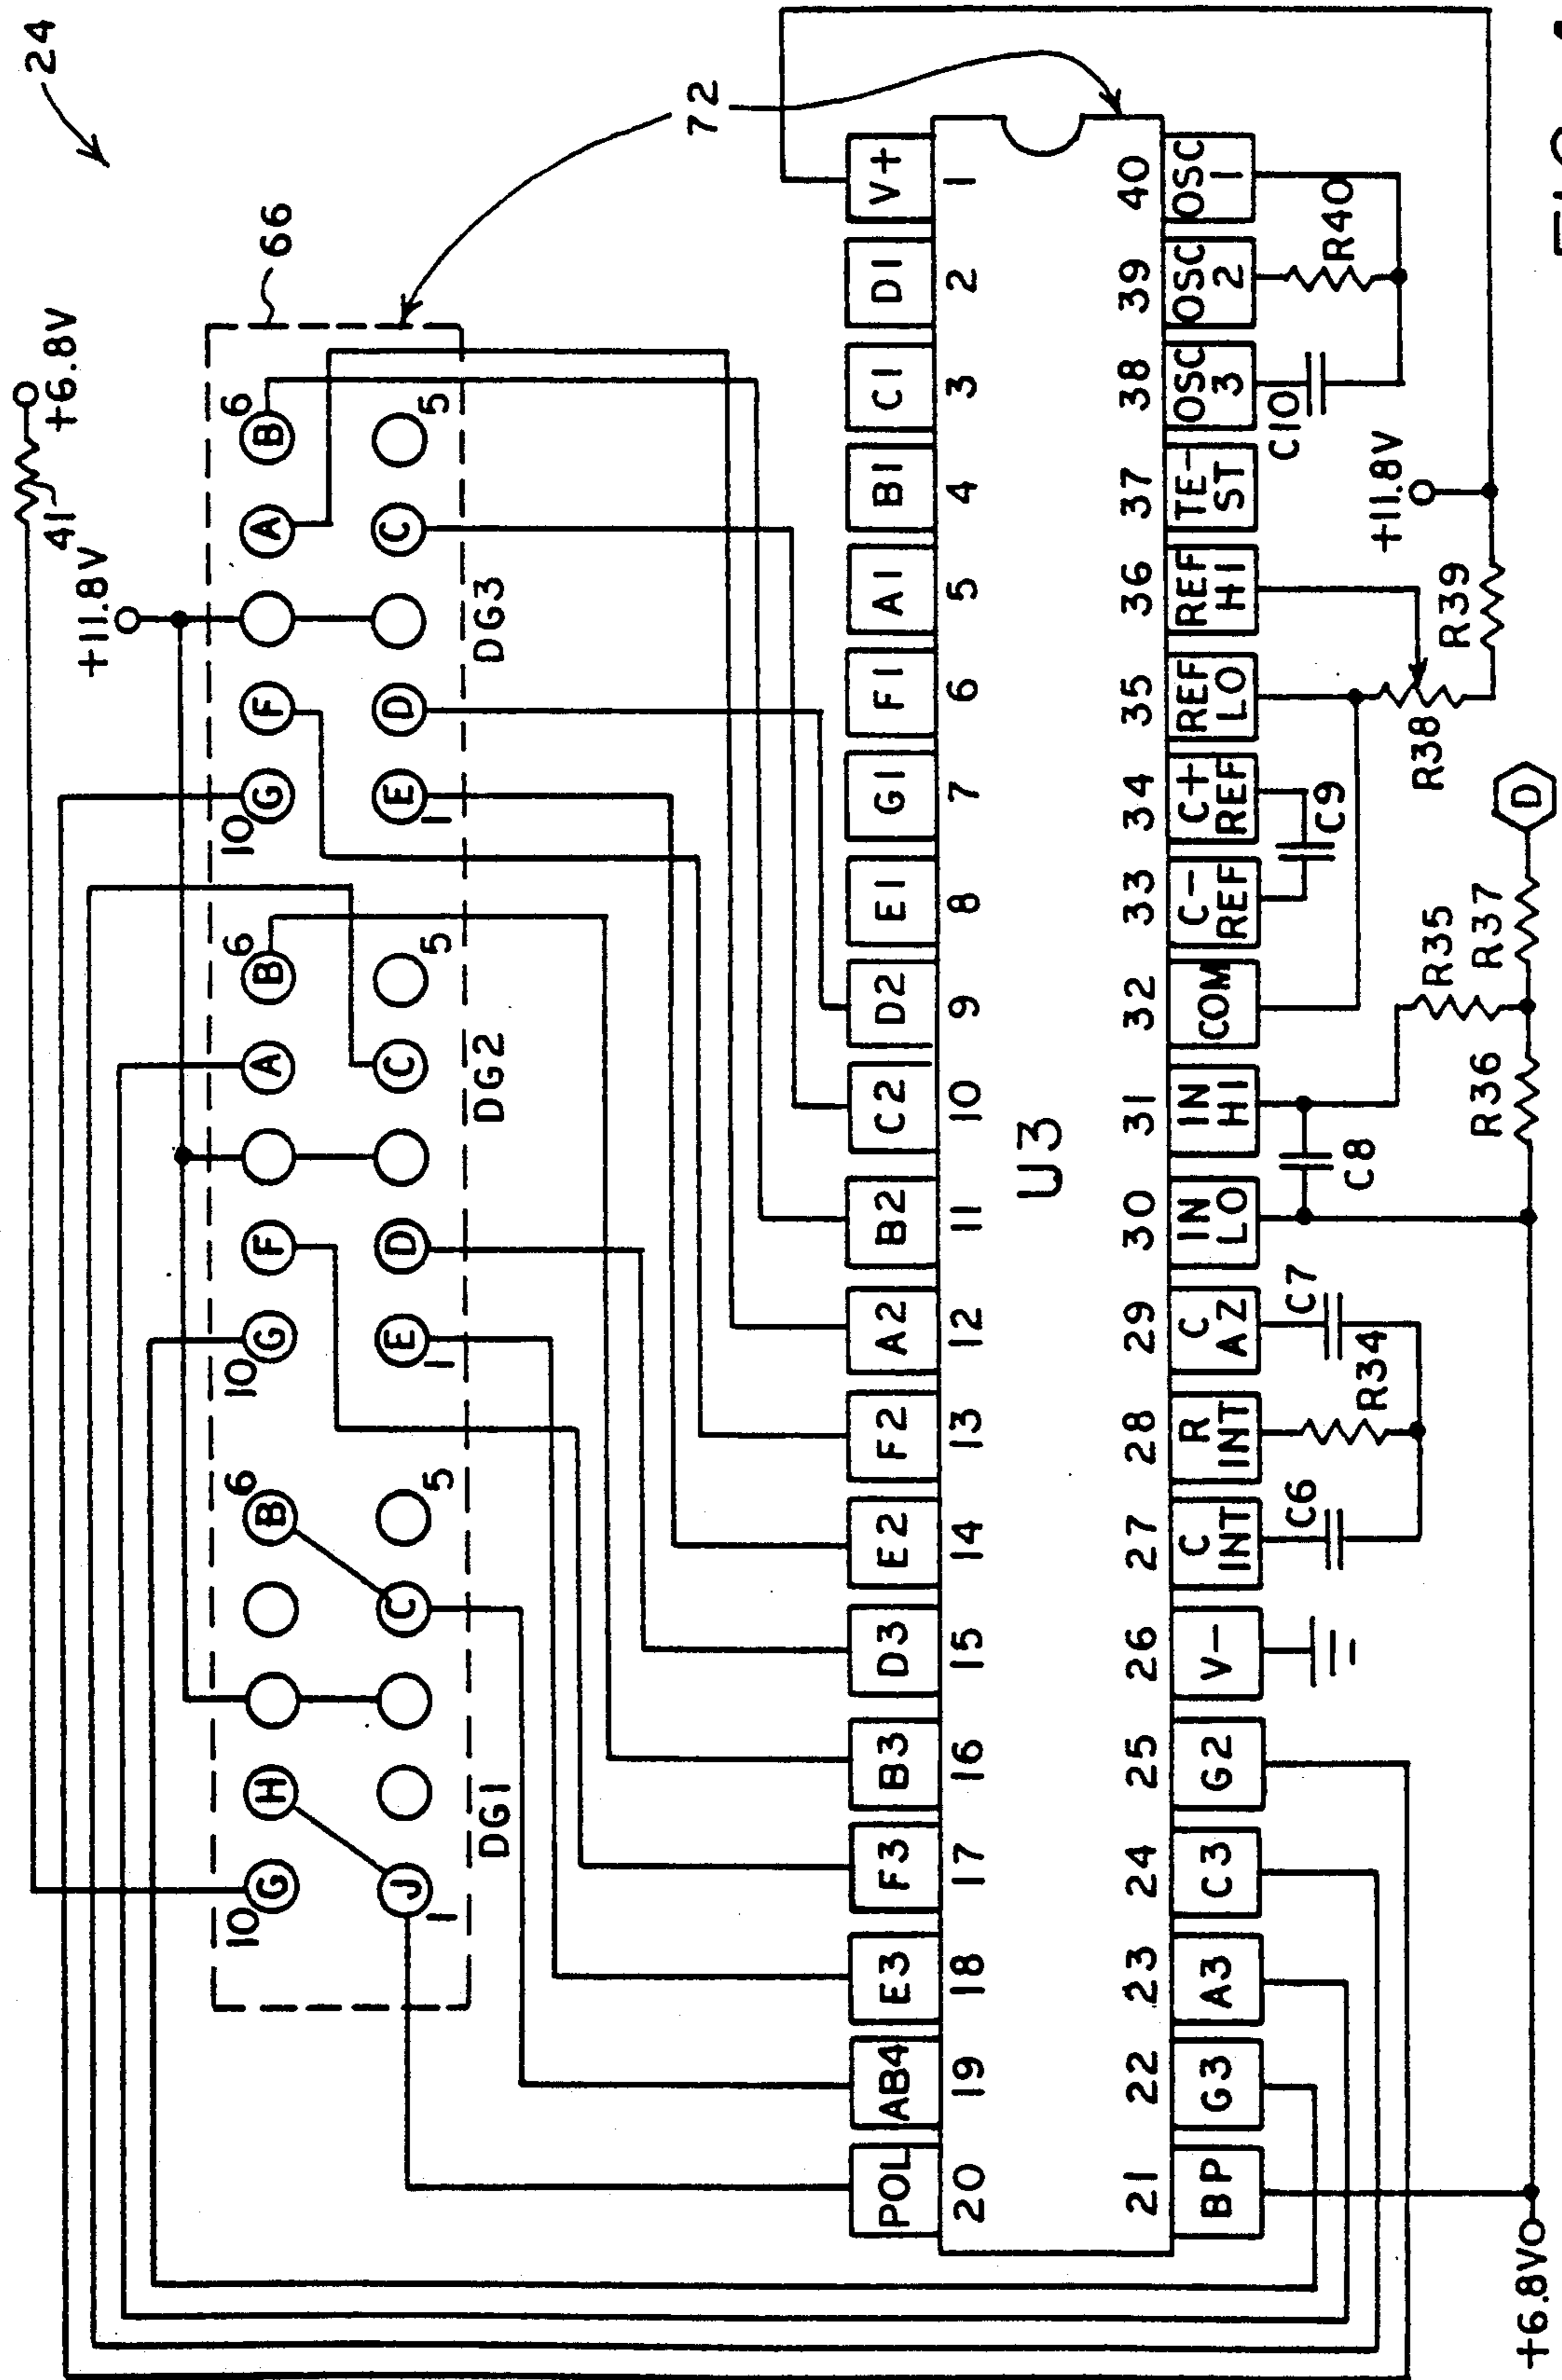 24
+6.8V
41
+11.8V
66
72
10 G F A B 6
1 E D C 5
DG3
10 G F A B 6
1 E D C 5
DG2
10 G H B 6
1 J C 5
DG1
POL E3 F3 B3 D3 E2 F2 A2 B2 C2 D2 E1 G1 F1 A1 B1 C1 D1 V+
AB4
20 19 18 17 16 15 14 13 12 11 10 9 8 7 6 5 4 3 2 1
U3
21 22 23 24 25 26 27 28 29 30 31 32 33 34 35 36 37 38 39 40
BP
G3
A3
C3
G2
V-
C INT
R INT
C AZ
IN LO
IN HI
COM
C- REF
C+ REF
REF LO
REF HI
TE- ST
OSC 3
OSC 2
OSC 1
C6
R34
C7
C8
C9
C10
R40
R35
R36
R37
D
R38
R39
+11.8V
+6.8V